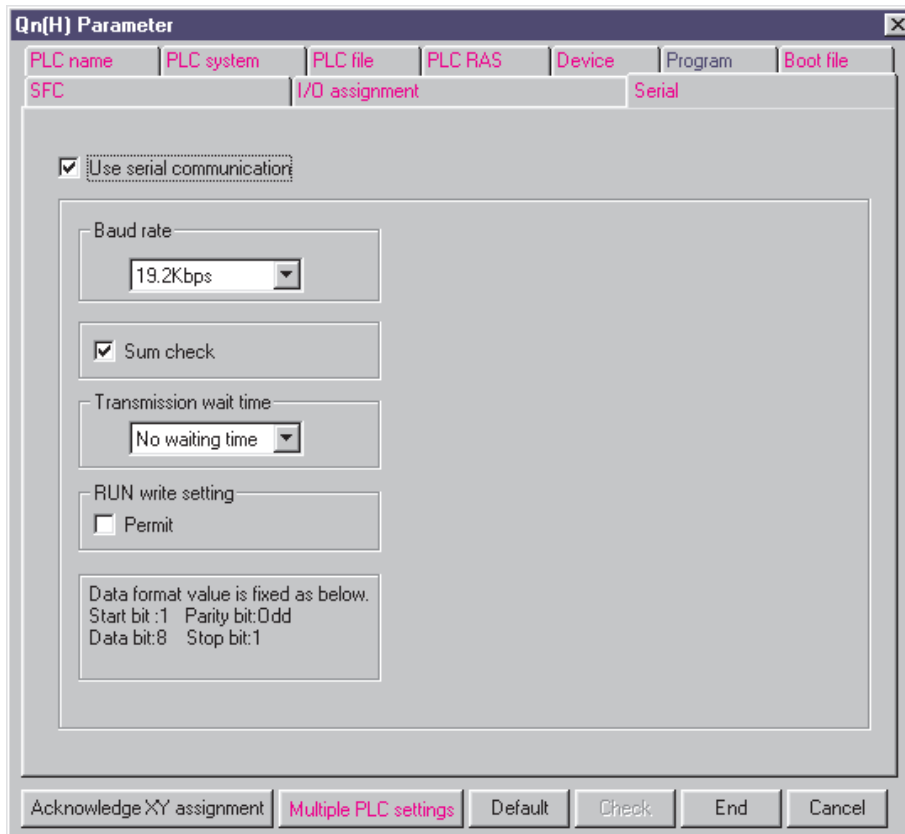 Qn(H) Parameter
PLC name PLC system PLC file PLC RAS Device Program Boot file
SFC I/O assignment Serial
Use serial communication
Baud rate
19.2Kbps
Sum check
Transmission wait time
No waiting time
RUN write setting
Permit
Data format value is fixed as below.
Start bit :1 Parity bit:Odd
Data bit:8 Stop bit:1
Acknowledge XY assignment Multiple PLC settings Default Check End Cancel